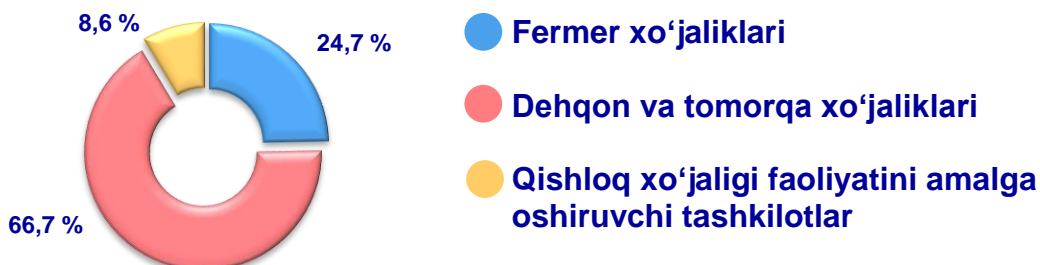 8,6 %
24,7 %
66,7 %
Fermer xo‘jaliklari
Dehqon va tomorqa xo‘jaliklari
Qishloq xo‘jaligi faoliyatini amalga
oshiruvchi tashkilotlar